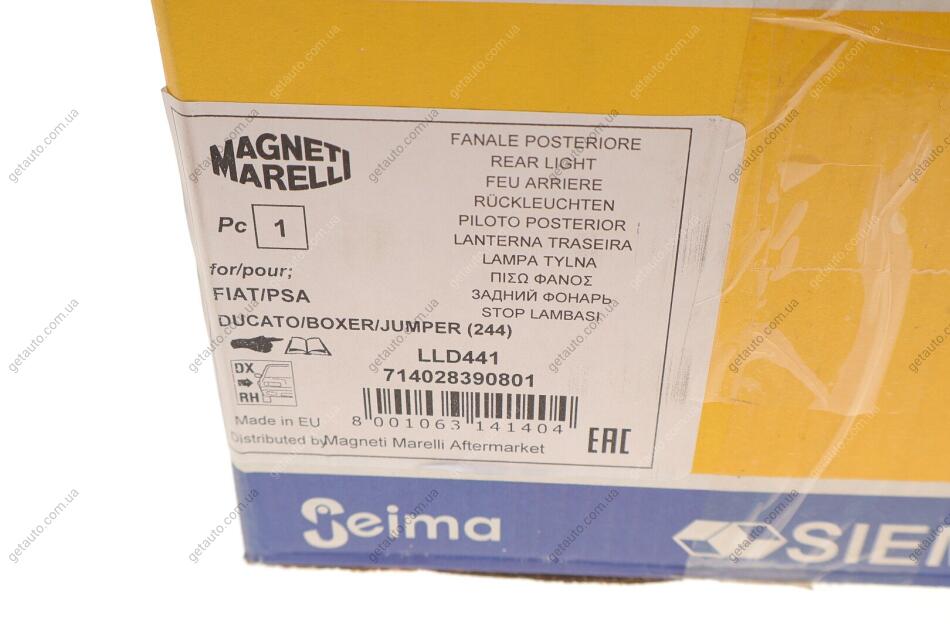 MAGNETI
MARELLI
Pc 1
for/pour;
FIAT/PSA
DUCATO/BOXER/JUMPER (244)
FANALE POSTERIORE
REAR LIGHT
FEU ARRIERE
RÜCKLEUCHTEN
PILOTO POSTERIOR
LANTERNA TRASEIRA
LAMPA TYLNA
ΠΙΣΩ ΦΑΝΟΣ
ЗАДНИЙ ФОНАРЬ
STOP LAMBASI
LLD441
714028390801
DX
RH
8 001063 141404
Made in EU
Distributed by Magneti Marelli Aftermarket
EAC
Seima
SIE
getauto.com.ua